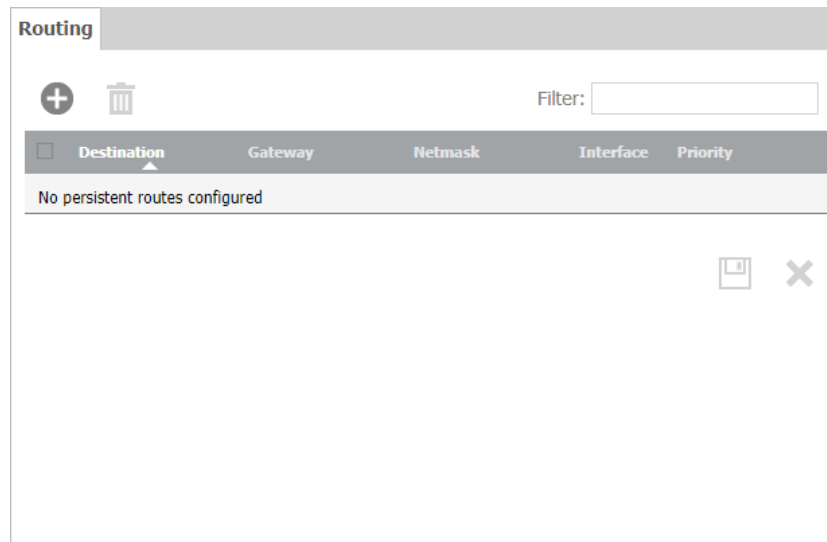 Routing
Filter:
Destination Gateway Netmask Interface Priority
No persistent routes configured